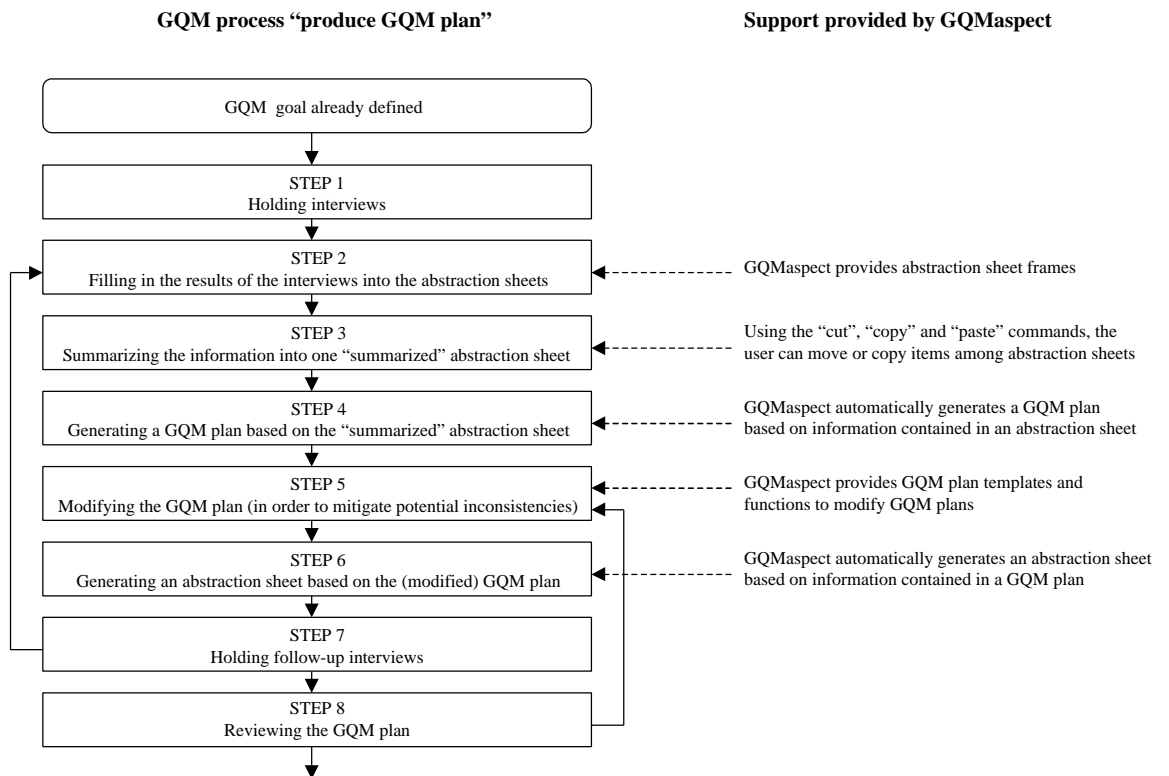 GQM process “produce GQM plan”
Support provided by GQMaspect
GQM goal already defined
STEP 1
Holding interviews
STEP 2
Filling in the results of the interviews into the abstraction sheets
GQMaspect provides abstraction sheet frames
STEP 3
Summarizing the information into one “summarized” abstraction sheet
Using the “cut”, “copy” and “paste” commands, the
user can move or copy items among abstraction sheets
STEP 4
Generating a GQM plan based on the “summarized” abstraction sheet
GQMaspect automatically generates a GQM plan
based on information contained in an abstraction sheet
STEP 5
Modifying the GQM plan (in order to mitigate potential inconsistencies)
GQMaspect provides GQM plan templates and
functions to modify GQM plans
STEP 6
Generating an abstraction sheet based on the (modified) GQM plan
GQMaspect automatically generates an abstraction sheet
based on information contained in a GQM plan
STEP 7
Holding follow-up interviews
STEP 8
Reviewing the GQM plan